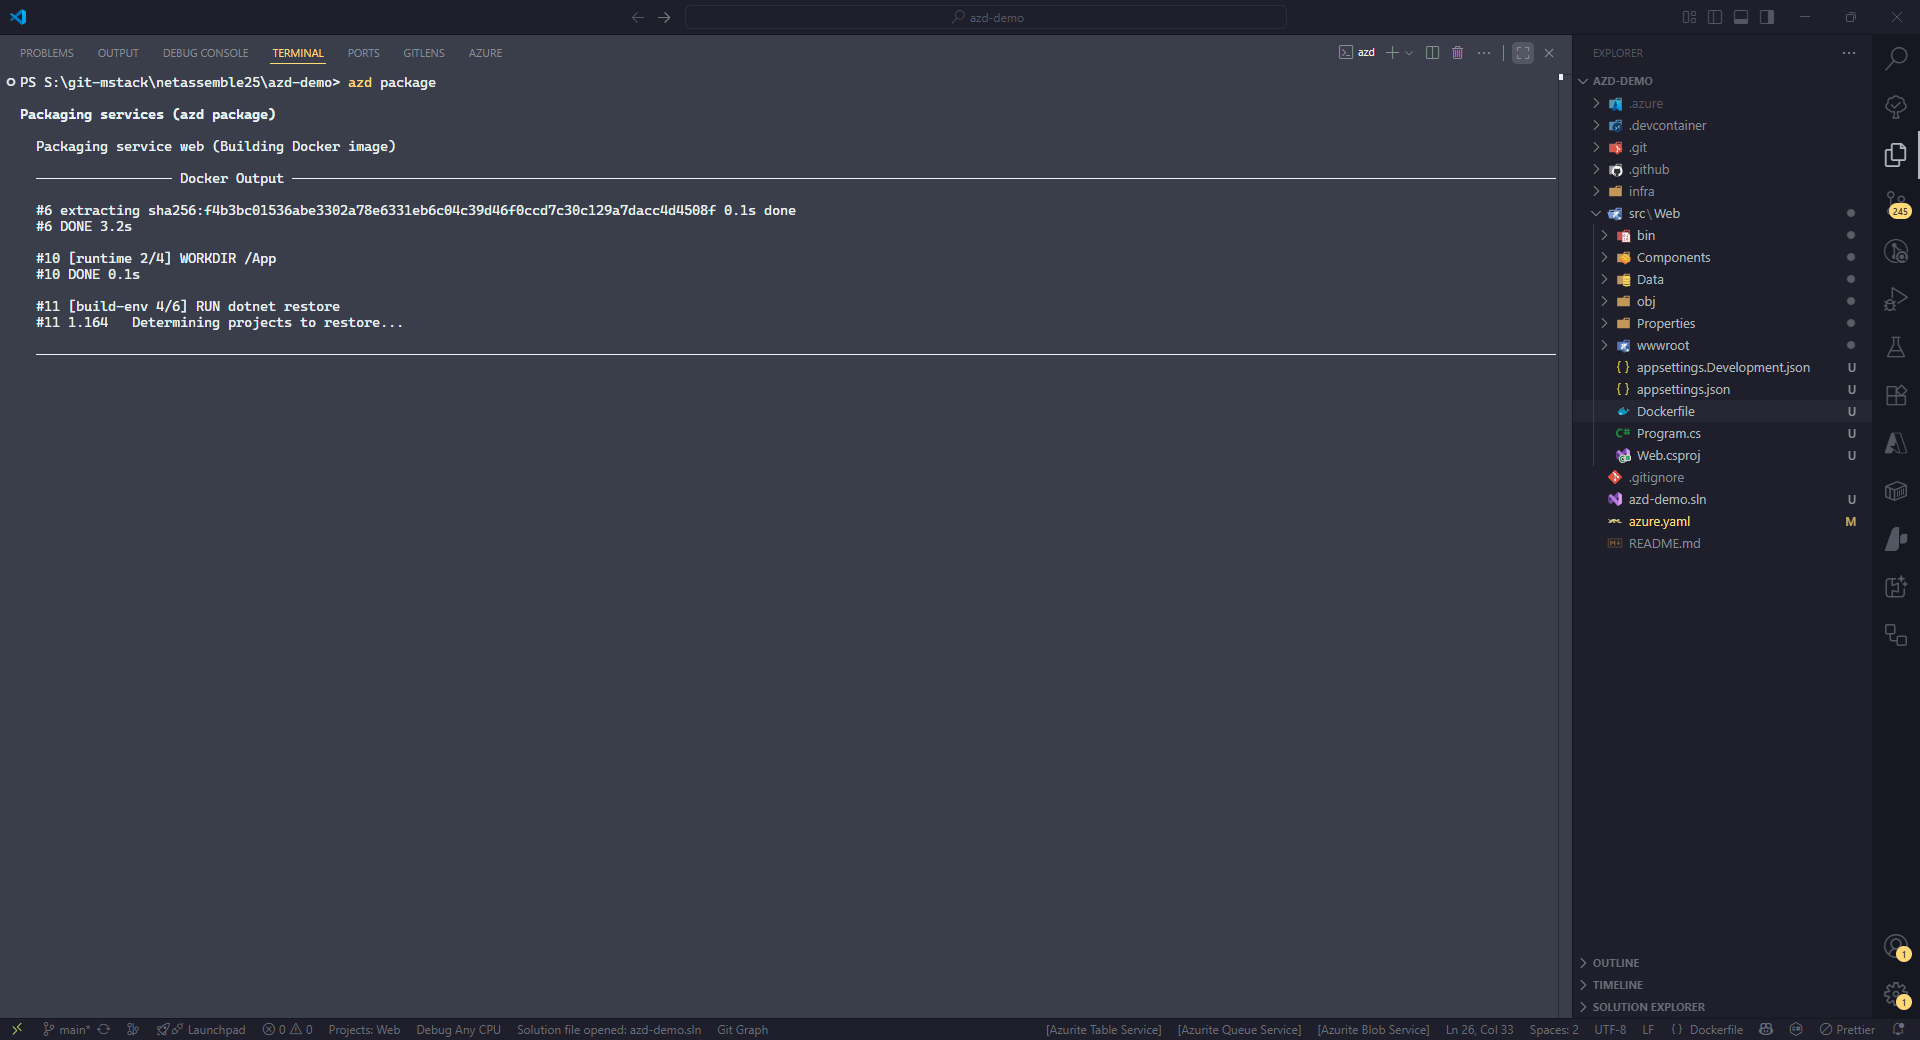 azd-demo
PROBLEMS OUTPUT DEBUG CONSOLE TERMINAL PORTS GITLENS AZURE
azd
PS S:\git-mstack\netassemble25\azd-demo> azd package
Packaging services (azd package)
Packaging service web (Building Docker image)
Docker Output
#6 extracting sha256:f4b3bc01536abe3302a78e6331eb6c04c39d46f0ccd7c30c129a7dacc4d4508f 0.1s done
#6 DONE 3.2s
#10 [runtime 2/4] WORKDIR /App
#10 DONE 0.1s
#11 [build-env 4/6] RUN dotnet restore
#11 1.164   Determining projects to restore...
EXPLORER
AZD-DEMO
.azure
.devcontainer
.git
.github
infra
src\Web
bin
Components
Data
obj
Properties
wwwroot
{ } appsettings.Development.json U
{ } appsettings.json U
Dockerfile U
C# Program.cs U
Web.csproj U
.gitignore
azd-demo.sln U
azure.yaml M
README.md
OUTLINE
TIMELINE
SOLUTION EXPLORER
245
1
1
main* Launchpad 0 0 Projects: Web Debug Any CPU Solution file opened: azd-demo.sln Git Graph
[Azurite Table Service] [Azurite Queue Service] [Azurite Blob Service] Ln 26, Col 33 Spaces: 2 UTF-8 LF { } Dockerfile Prettier